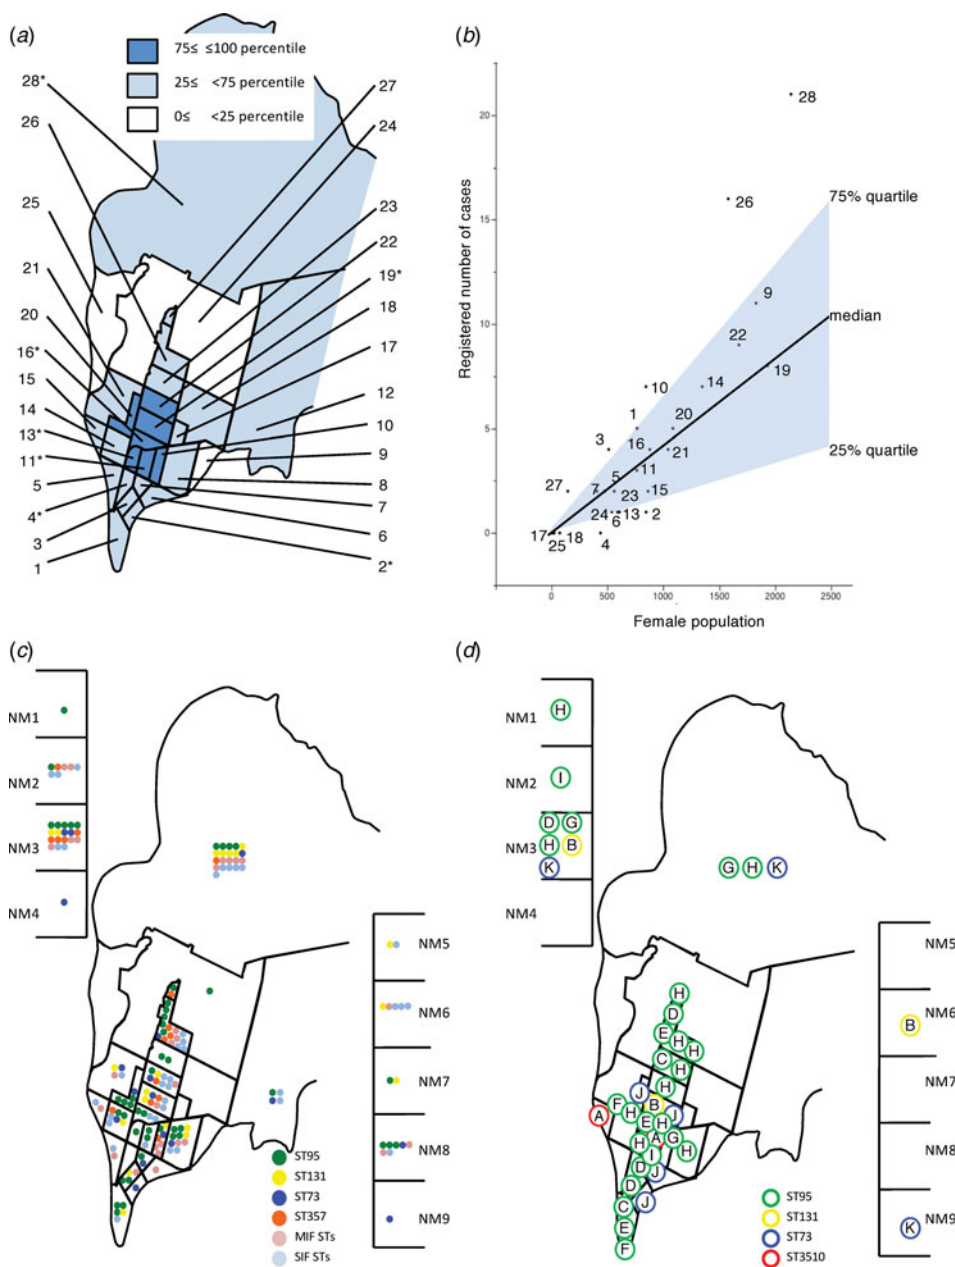 (a)
75≤ ≤100 percentile
25≤ <75 percentile
0≤ <25 percentile
28*
26
25
21
20
16*
15
14
13*
11*
5
4*
3
1
27
24
23
22
19*
18
17
12
10
9
8
7
6
2*
(b)
Registered number of cases
20
15
10
5
0
28
26
75% quartile
9
median
22
19
14
10
20
1
16
21
3
25% quartile
11
5
15
27
7
23
24
13
2
6
17
18
25
4
0
500
1000
1500
2000
2500
Female population
(c)
NM1
NM2
NM3
NM4
NM5
NM6
NM7
NM8
NM9
ST95
ST131
ST73
ST357
MIF STs
SIF STs
(d)
NM1
H
NM2
I
NM3
D G
H B
K
NM4
G H K
NM5
NM6
B
NM7
NM8
NM9
K
H
D
E H H
C H
H
J
A F H B J
E H
H A G H
I
D J
D
C J
E
F
ST95
ST131
ST73
ST3510